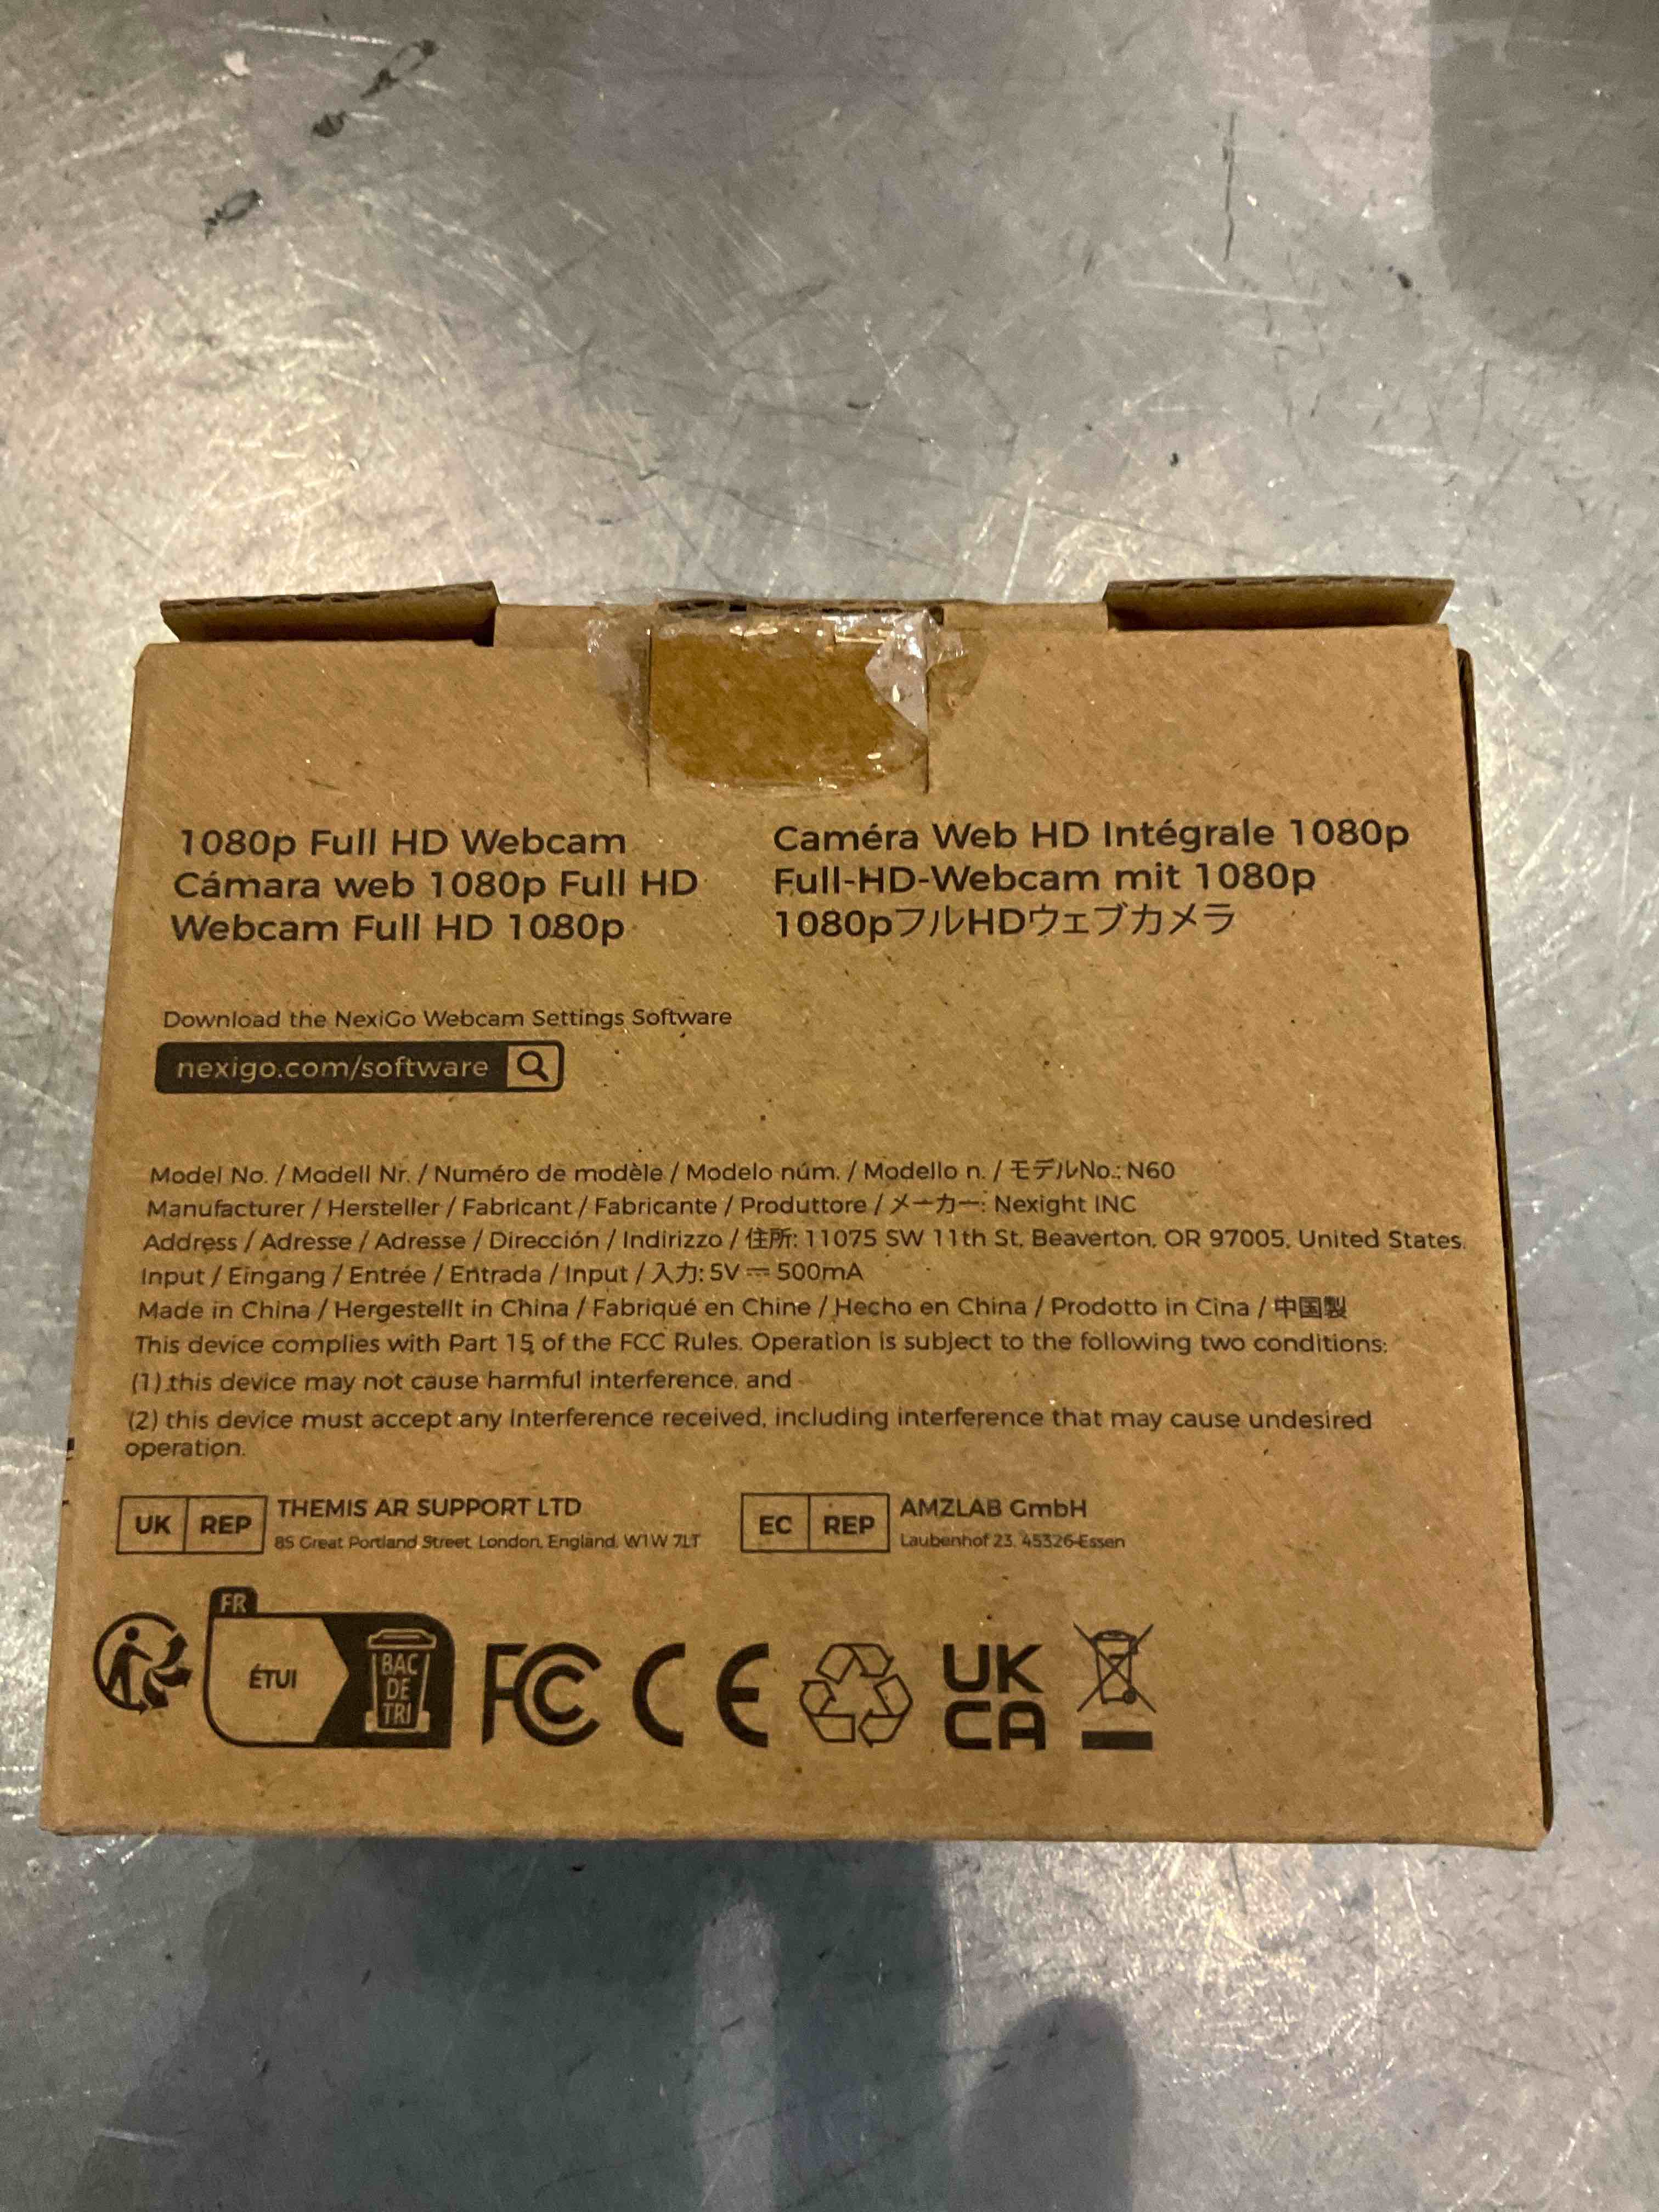 1080p Full HD Webcam
Cámara web 1080p Full HD
Webcam Full HD 1080p
Caméra Web HD Intégrale 1080p
Full-HD-Webcam mit 1080p
1080pフルHDウェブカメラ
Download the NexiGo Webcam Settings Software
nexigo.com/software
Model No. / Modell Nr. / Numéro de modèle / Modelo núm. / Modello n. / モデルNo.: N60
Manufacturer / Hersteller / Fabricant / Fabricante / Produttore / メーカー: Nexight INC
Address / Adresse / Adresse / Dirección / Indirizzo / 住所: 11075 SW 11th St, Beaverton, OR 97005, United States.
Input / Eingang / Entrée / Entrada / Input / 入力: 5V ⎓ 500mA
Made in China / Hergestellt in China / Fabriqué en Chine / Hecho en China / Prodotto in Cina / 中国製
This device complies with Part 15 of the FCC Rules. Operation is subject to the following two conditions:
(1) this device may not cause harmful interference, and
(2) this device must accept any interference received, including interference that may cause undesired
operation.
UK REP THEMIS AR SUPPORT LTD
85 Great Portland Street, London, England, W1W 7LT
EC REP AMZLAB GmbH
Laubenhof 23, 45326 Essen
FR
ÉTUI
BAC
DE
TRI
FC CE
UK
CA